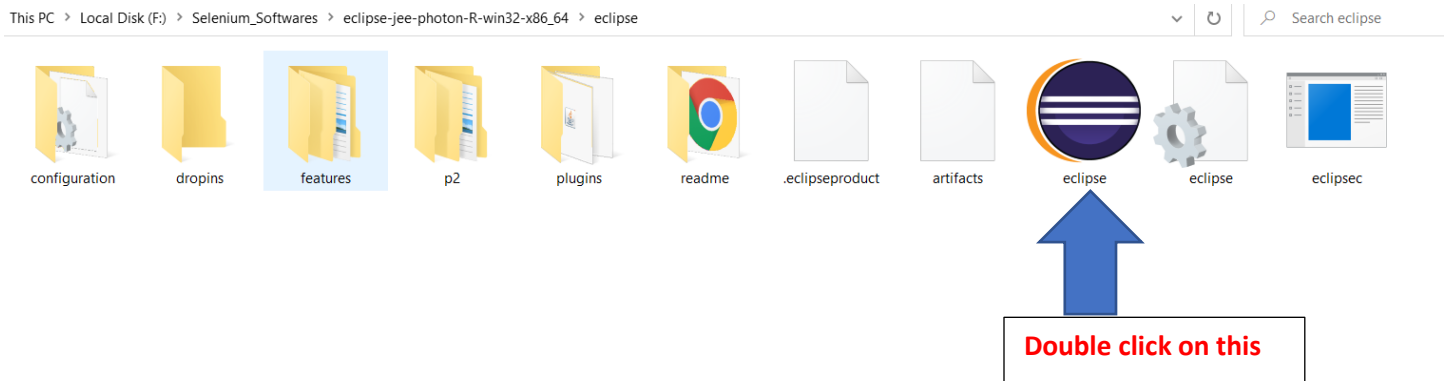 This PC > Local Disk (F:) > Selenium_Softwares > eclipse-jee-photon-R-win32-x86_64 > eclipse
Search eclipse
configuration
dropins
features
p2
plugins
readme
.eclipseproduct
artifacts
eclipse
eclipse
eclipsec
Double click on this